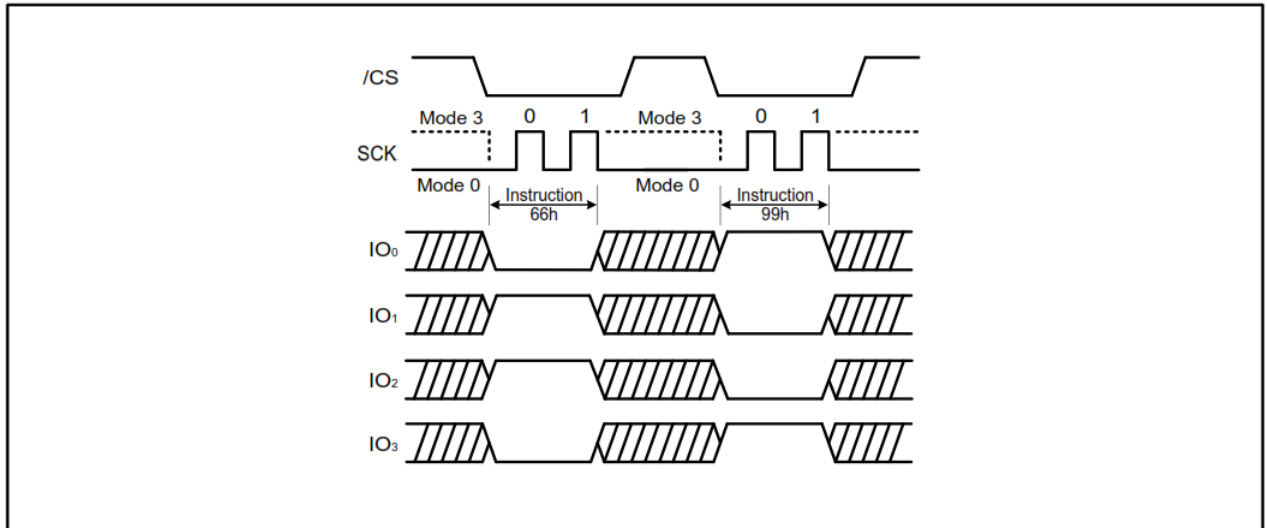 /CS
Mode 3 0 1 Mode 3 0 1
SCK
Mode 0 Mode 0
Instruction Instruction
66h 99h
IO₀
IO₁
IO₂
IO₃